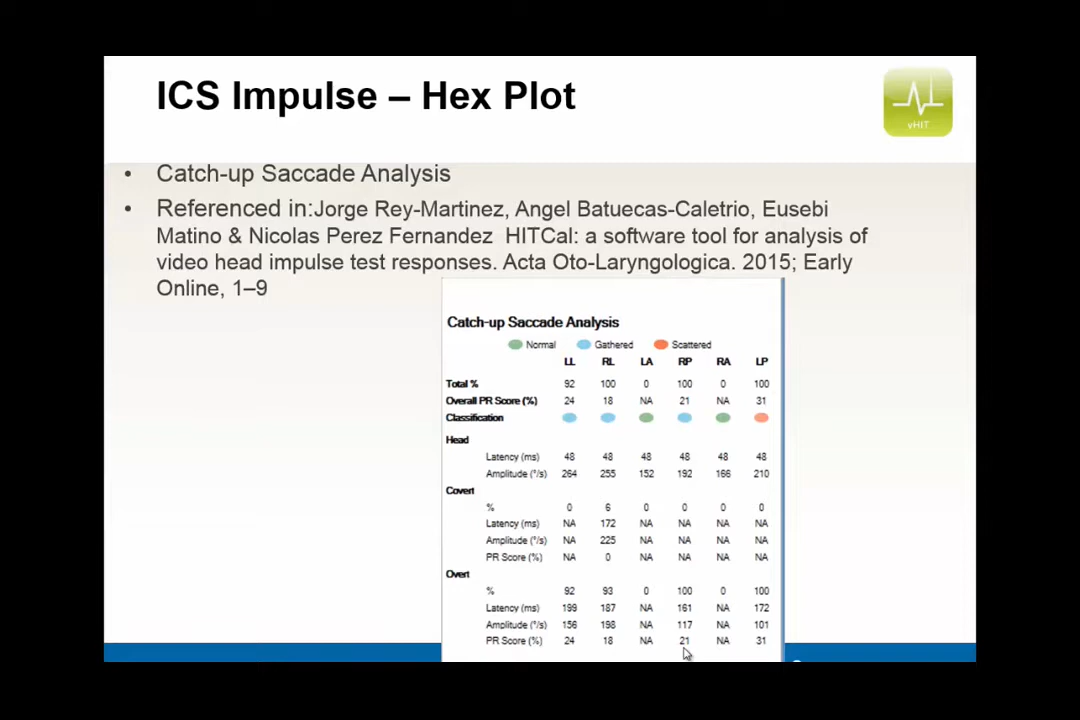 ICS Impulse – Hex Plot
vHIT
• Catch-up Saccade Analysis
• Referenced in:Jorge Rey-Martinez, Angel Batuecas-Caletrio, Eusebi
Matino & Nicolas Perez Fernandez HITCal: a software tool for analysis of
video head impulse test responses. Acta Oto-Laryngologica. 2015; Early
Online, 1–9
Catch-up Saccade Analysis
Normal Gathered Scattered
LL RL LA RP RA LP
Total % 92 100 0 100 0 100
Overall PR Score (%) 24 18 NA 21 NA 31
Classification
Head
Latency (ms) 48 48 48 48 48 48
Amplitude (°/s) 264 255 152 192 166 210
Covert
% 0 6 0 0 0 0
Latency (ms) NA 172 NA NA NA NA
Amplitude (°/s) NA 225 NA NA NA NA
PR Score (%) NA 0 NA NA NA NA
Overt
% 92 93 0 100 0 100
Latency (ms) 199 187 NA 161 NA 172
Amplitude (°/s) 156 198 NA 117 NA 101
PR Score (%) 24 18 NA 21 NA 31